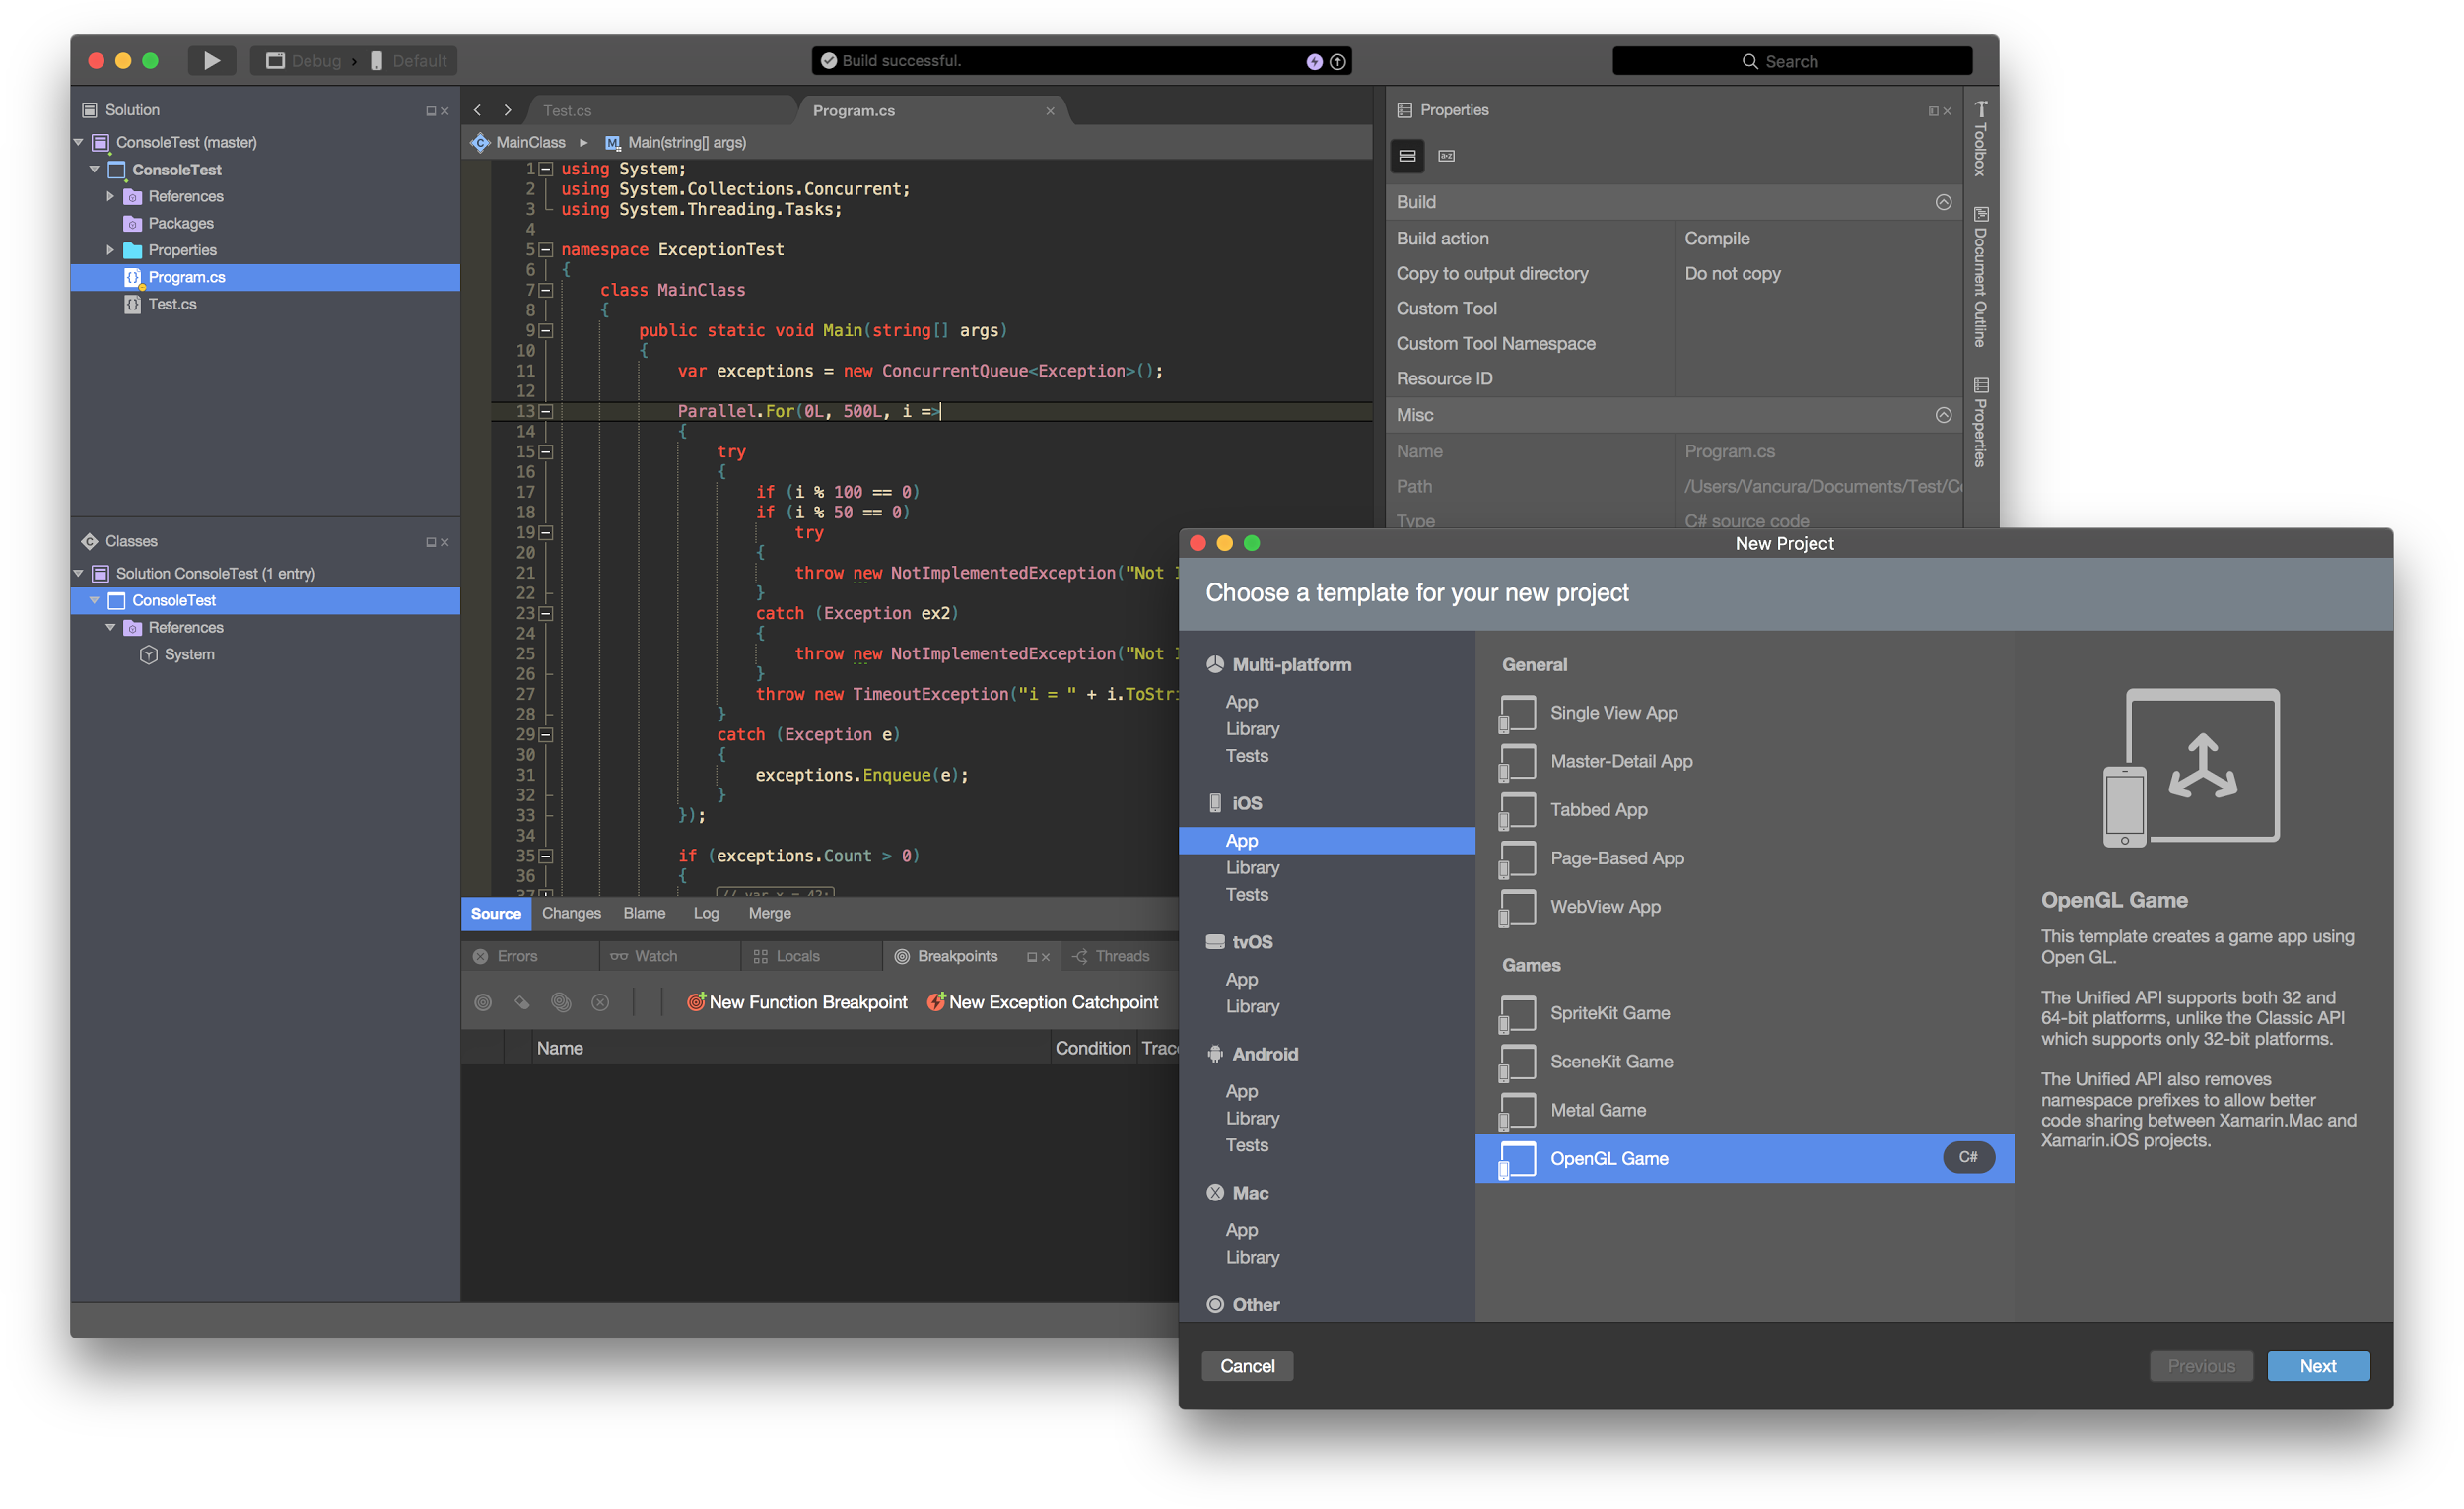 Debug › Default
Build successful.
Search
Solution
ConsoleTest (master)
ConsoleTest
References
Packages
Properties
Program.cs
Test.cs
Classes
Solution ConsoleTest (1 entry)
ConsoleTest
References
System
Test.cs
Program.cs
MainClass
Main(string[] args)
1 using System;
2 using System.Collections.Concurrent;
3 using System.Threading.Tasks;
4
5 namespace ExceptionTest
6 {
7 class MainClass
8 {
9 public static void Main(string[] args)
10 {
11 var exceptions = new ConcurrentQueue<Exception>();
12
13 Parallel.For(0L, 500L, i =>
14 {
15 try
16 {
17 if (i % 100 == 0)
18 if (i % 50 == 0)
19 try
20 {
21 throw new NotImplementedException("Not
22 }
23 catch (Exception ex2)
24 {
25 throw new NotImplementedException("Not
26 }
27 throw new TimeoutException("i = " + i.ToStri
28 }
29 catch (Exception e)
30 {
31 exceptions.Enqueue(e);
32 }
33 });
34
35 if (exceptions.Count > 0)
36 {
37 // var x = 42;
Source Changes Blame Log Merge
Errors Watch Locals Breakpoints Threads
New Function Breakpoint New Exception Catchpoint
Name Condition Trac
Properties
Build
Build action Compile
Copy to output directory Do not copy
Custom Tool
Custom Tool Namespace
Resource ID
Misc
Name Program.cs
Path /Users/Vancura/Documents/Test/C
Type C# source code
Toolbox
Document Outline
Properties
New Project
Choose a template for your new project
Multi-platform
App
Library
Tests
iOS
App
Library
Tests
tvOS
App
Library
Android
App
Library
Tests
Mac
App
Library
Other
General
Single View App
Master-Detail App
Tabbed App
Page-Based App
WebView App
Games
SpriteKit Game
SceneKit Game
Metal Game
OpenGL Game C#
OpenGL Game
This template creates a game app using
Open GL.
The Unified API supports both 32 and
64-bit platforms, unlike the Classic API
which supports only 32-bit platforms.
The Unified API also removes
namespace prefixes to allow better
code sharing between Xamarin.Mac and
Xamarin.iOS projects.
Cancel
Previous
Next